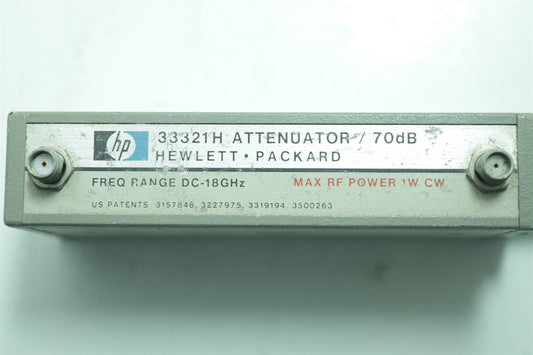 hp 33321H ATTENUATOR / 70dB
HEWLETT • PACKARD
FREQ RANGE DC-18GHz MAX RF POWER 1W CW
US PATENTS 3157846, 3227975, 3319194, 3500263